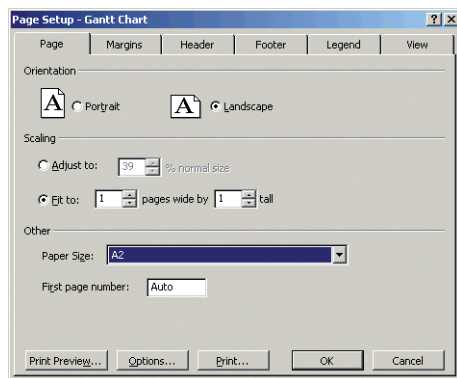 Page Setup - Gantt Chart
Page Margins Header Footer Legend View
Orientation
A Portrait A Landscape
Scaling
Adjust to: 39 % normal size
Fit to: 1 pages wide by 1 tall
Other
Paper Size: A2
First page number: Auto
Print Preview... Options... Print... OK Cancel